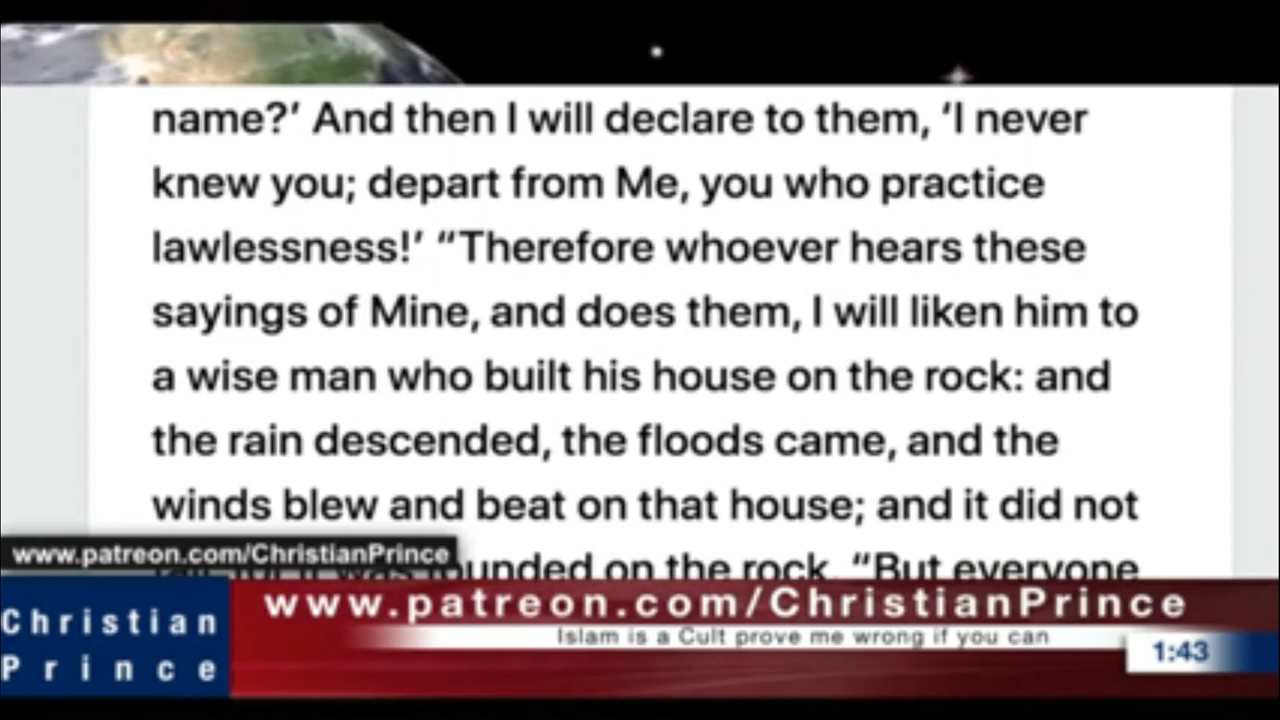 name?’ And then I will declare to them, ‘I never
knew you; depart from Me, you who practice
lawlessness!’ “Therefore whoever hears these
sayings of Mine, and does them, I will liken him to
a wise man who built his house on the rock: and
the rain descended, the floods came, and the
winds blew and beat on that house; and it did not
for it was founded on the rock. “But everyone
www.patreon.com/ChristianPrince
www.patreon.com/ChristianPrince
Islam is a Cult prove me wrong if you can
Christian
Prince
1:43